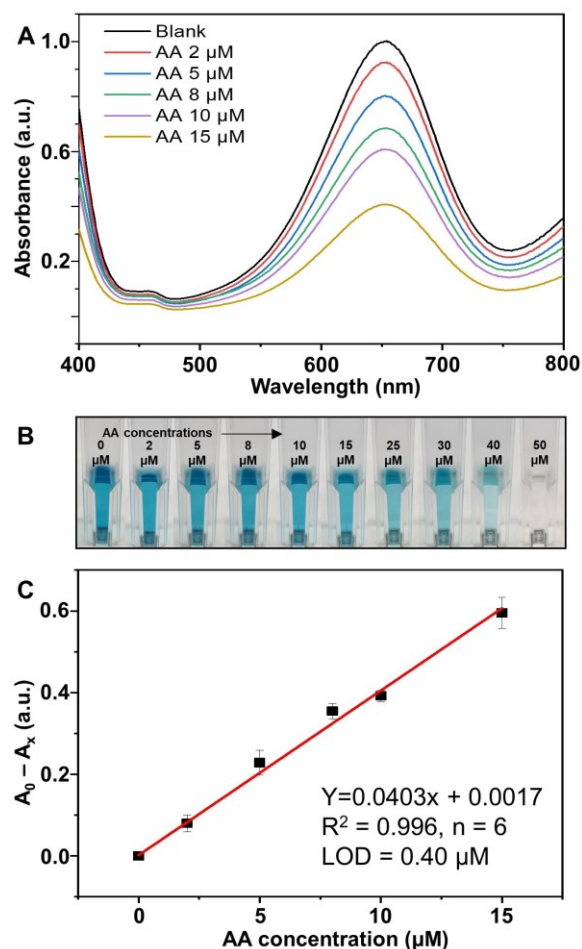 A
Blank
AA 2 µM
AA 5 µM
AA 8 µM
AA 10 µM
AA 15 µM
Absorbance (a.u.)
1.0
0.6
0.2
400 500 600 700 800
Wavelength (nm)
B
AA concentrations
0 2 5 8 10 15 25 30 40 50
µM µM µM µM µM µM µM µM µM µM
C
A₀ – Aₓ (a.u.)
0.6
0.4
0.2
0.0
Y=0.0403x + 0.0017
R² = 0.996, n = 6
LOD = 0.40 µM
0 5 10 15
AA concentration (µM)